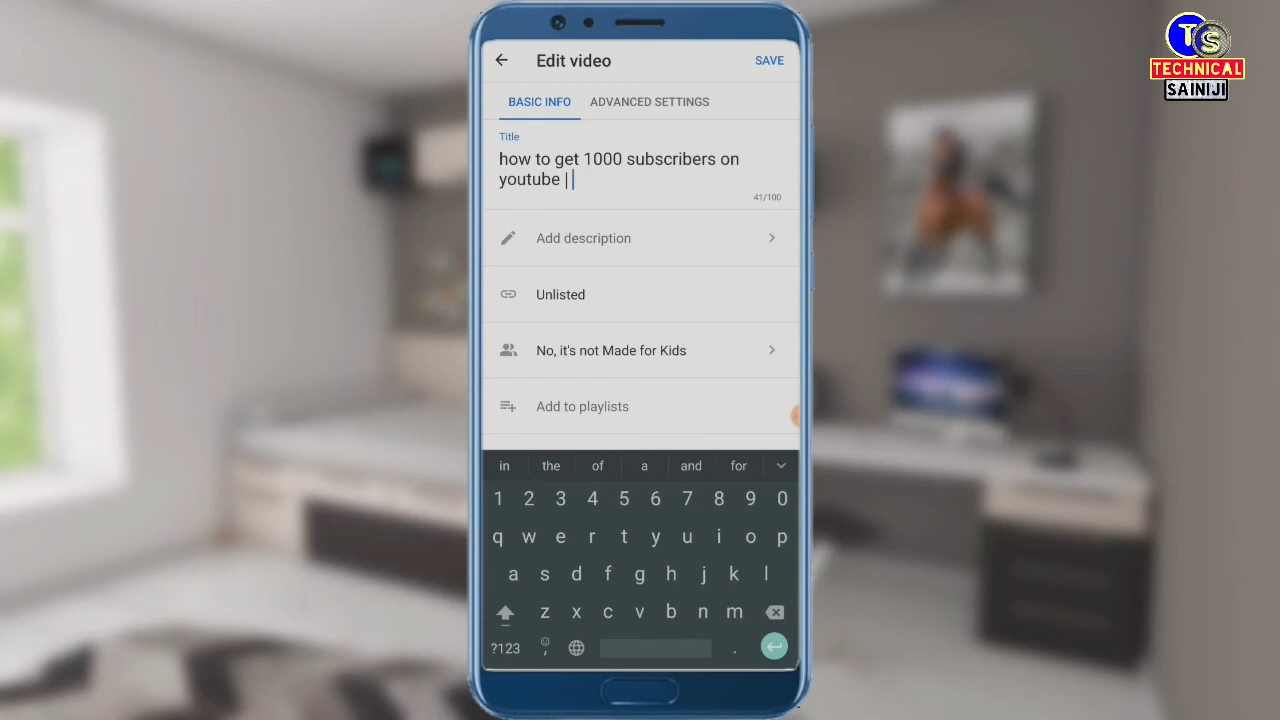 TS
TECHNICAL
SAINIJI
Edit video
SAVE
BASIC INFO
ADVANCED SETTINGS
Title
how to get 1000 subscribers on
youtube |
41/100
Add description
Unlisted
No, it's not Made for Kids
Add to playlists
in the of a and for
1 2 3 4 5 6 7 8 9 0
q w e r t y u i o p
a s d f g h j k l
z x c v b n m
?123 , .